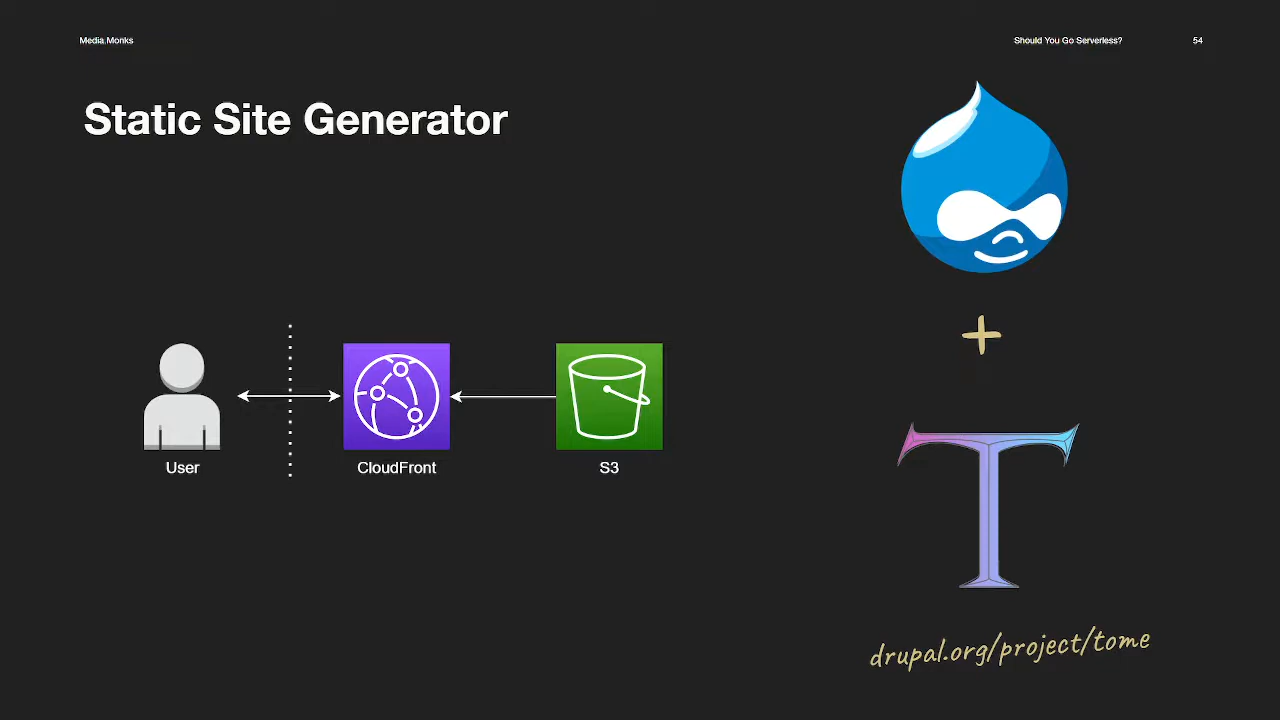 Media.Monks
Should You Go Serverless?
54
Static Site Generator
User
CloudFront
S3
+
T
drupal.org/project/tome